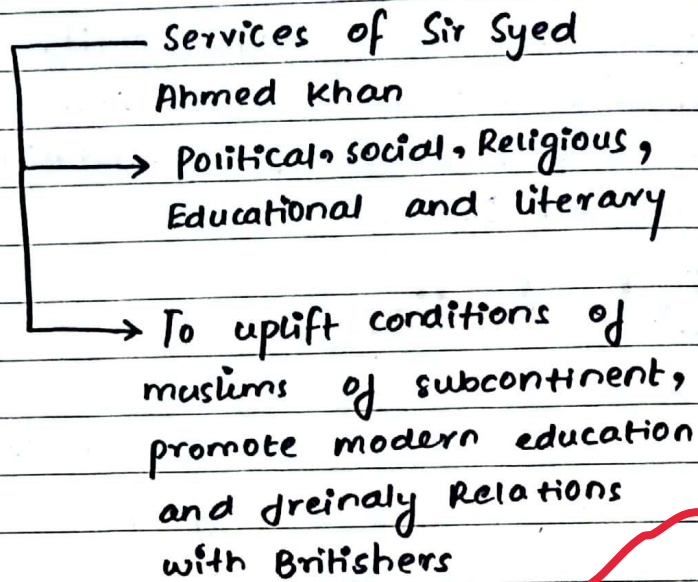 Services of Sir Syed
Ahmed Khan
Political, social, Religious,
Educational and literary
To uplift conditions of
muslims of subcontinent,
promote modern education
and freinaly Relations
with Britishers